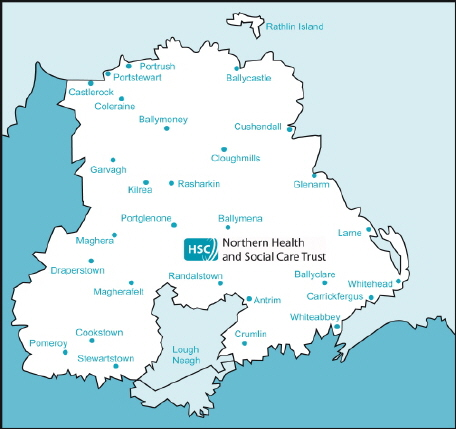 Rathlin Island
Portrush
Portstewart
Ballycastle
Castlerock
Coleraine
Ballymoney
Cushendall
Cloughmills
Garvagh
Kilrea
Rasharkin
Glenarm
Portglenone
Ballymena
Larne
Maghera
HSC
Northern Health
and Social Care Trust
Draperstown
Magherafelt
Randalstown
Ballyclare
Whitehead
Carrickfergus
Antrim
Whiteabbey
Cookstown
Crumlin
Pomeroy
Lough
Neagh
Stewartstown